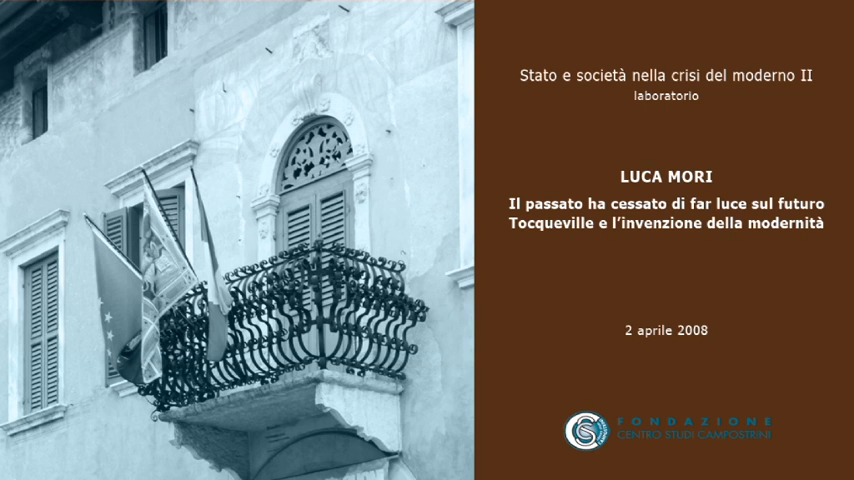 Stato e società nella crisi del moderno II
laboratorio
LUCA MORI
Il passato ha cessato di far luce sul futuro
Tocqueville e l'invenzione della modernità
2 aprile 2008
FONDAZIONE
CENTRO STUDI CAMPOSTRINI